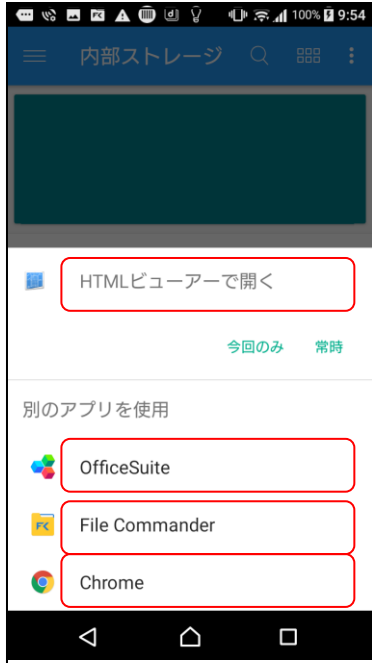 100% 9:54
内部ストレージ
HTMLビューアーで開く
今回のみ 常時
別のアプリを使用
OfficeSuite
File Commander
Chrome